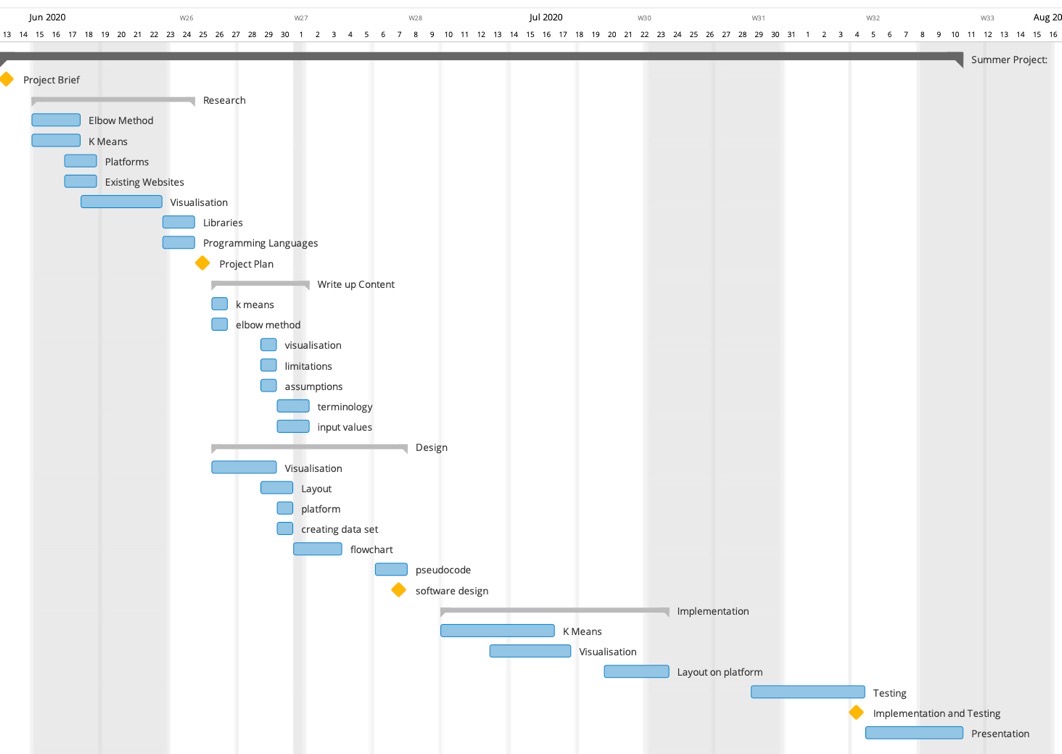 Jun 2020 W26 W27 W28 Jul 2020 W30 W31 W32 W33 Aug 20
13 14 15 16 17 18 19 20 21 22 23 24 25 26 27 28 29 30 1 2 3 4 5 6 7 8 9 10 11 12 13 14 15 16 17 18 19 20 21 22 23 24 25 26 27 28 29 30 31 1 2 3 4 5 6 7 8 9 10 11 12 13 14 15 16
Summer Project:
Project Brief
Research
Elbow Method
K Means
Platforms
Existing Websites
Visualisation
Libraries
Programming Languages
Project Plan
Write up Content
k means
elbow method
visualisation
limitations
assumptions
terminology
input values
Design
Visualisation
Layout
platform
creating data set
flowchart
pseudocode
software design
Implementation
K Means
Visualisation
Layout on platform
Testing
Implementation and Testing
Presentation